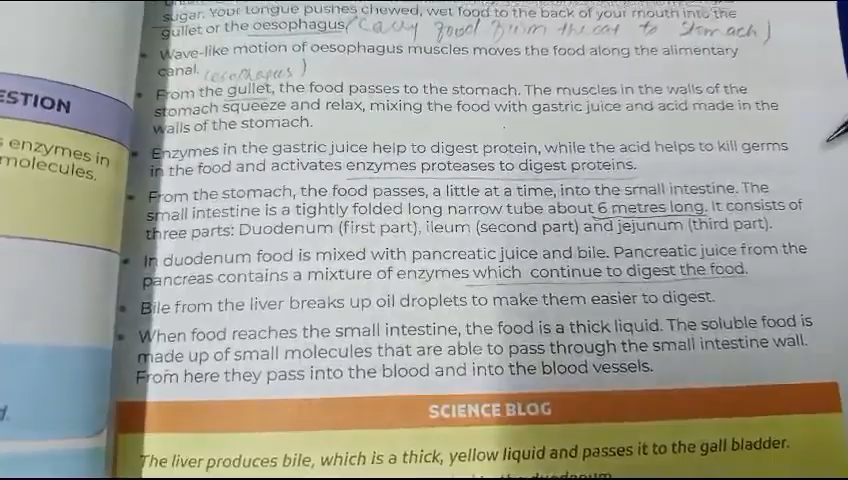 sugar. Your tongue pushes chewed, wet food to the back of your mouth into the
gullet or the oesophagus (carry food from to stomach)
Wave-like motion of oesophagus muscles moves the food along the alimentary
canal. (esophagus)
• From the gullet, the food passes to the stomach. The muscles in the walls of the
stomach squeeze and relax, mixing the food with gastric juice and acid made in the
walls of the stomach.
• Enzymes in the gastric juice help to digest protein, while the acid helps to kill germs
in the food and activates enzymes proteases to digest proteins.
• From the stomach, the food passes, a little at a time, into the small intestine. The
small intestine is a tightly folded long narrow tube about 6 metres long. It consists of
three parts: Duodenum (first part), ileum (second part) and jejunum (third part).
• In duodenum food is mixed with pancreatic juice and bile. Pancreatic juice from the
pancreas contains a mixture of enzymes which continue to digest the food.
• Bile from the liver breaks up oil droplets to make them easier to digest.
• When food reaches the small intestine, the food is a thick liquid. The soluble food is
made up of small molecules that are able to pass through the small intestine wall.
From here they pass into the blood and into the blood vessels.
SCIENCE BLOG
The liver produces bile, which is a thick, yellow liquid and passes it to the gall bladder.
ESTION
enzymes in
molecules.